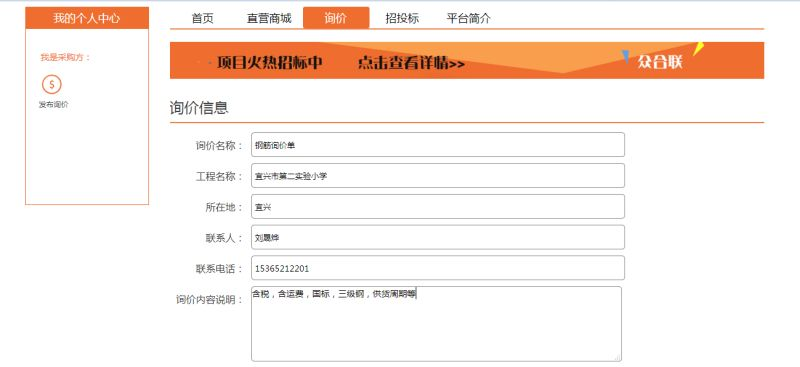 我的个人中心
首页
直营商城
询价
招投标
平台简介
我是采购方：
发布询价
项目火热招标中 点击查看详情>>
众合联
询价信息
询价名称：
钢筋询价单
工程名称：
宜兴市第二实验小学
所在地：
宜兴
联系人：
刘晟烨
联系电话：
15365212201
询价内容说明：
含税，含运费，国标，三级钢，供货周期等